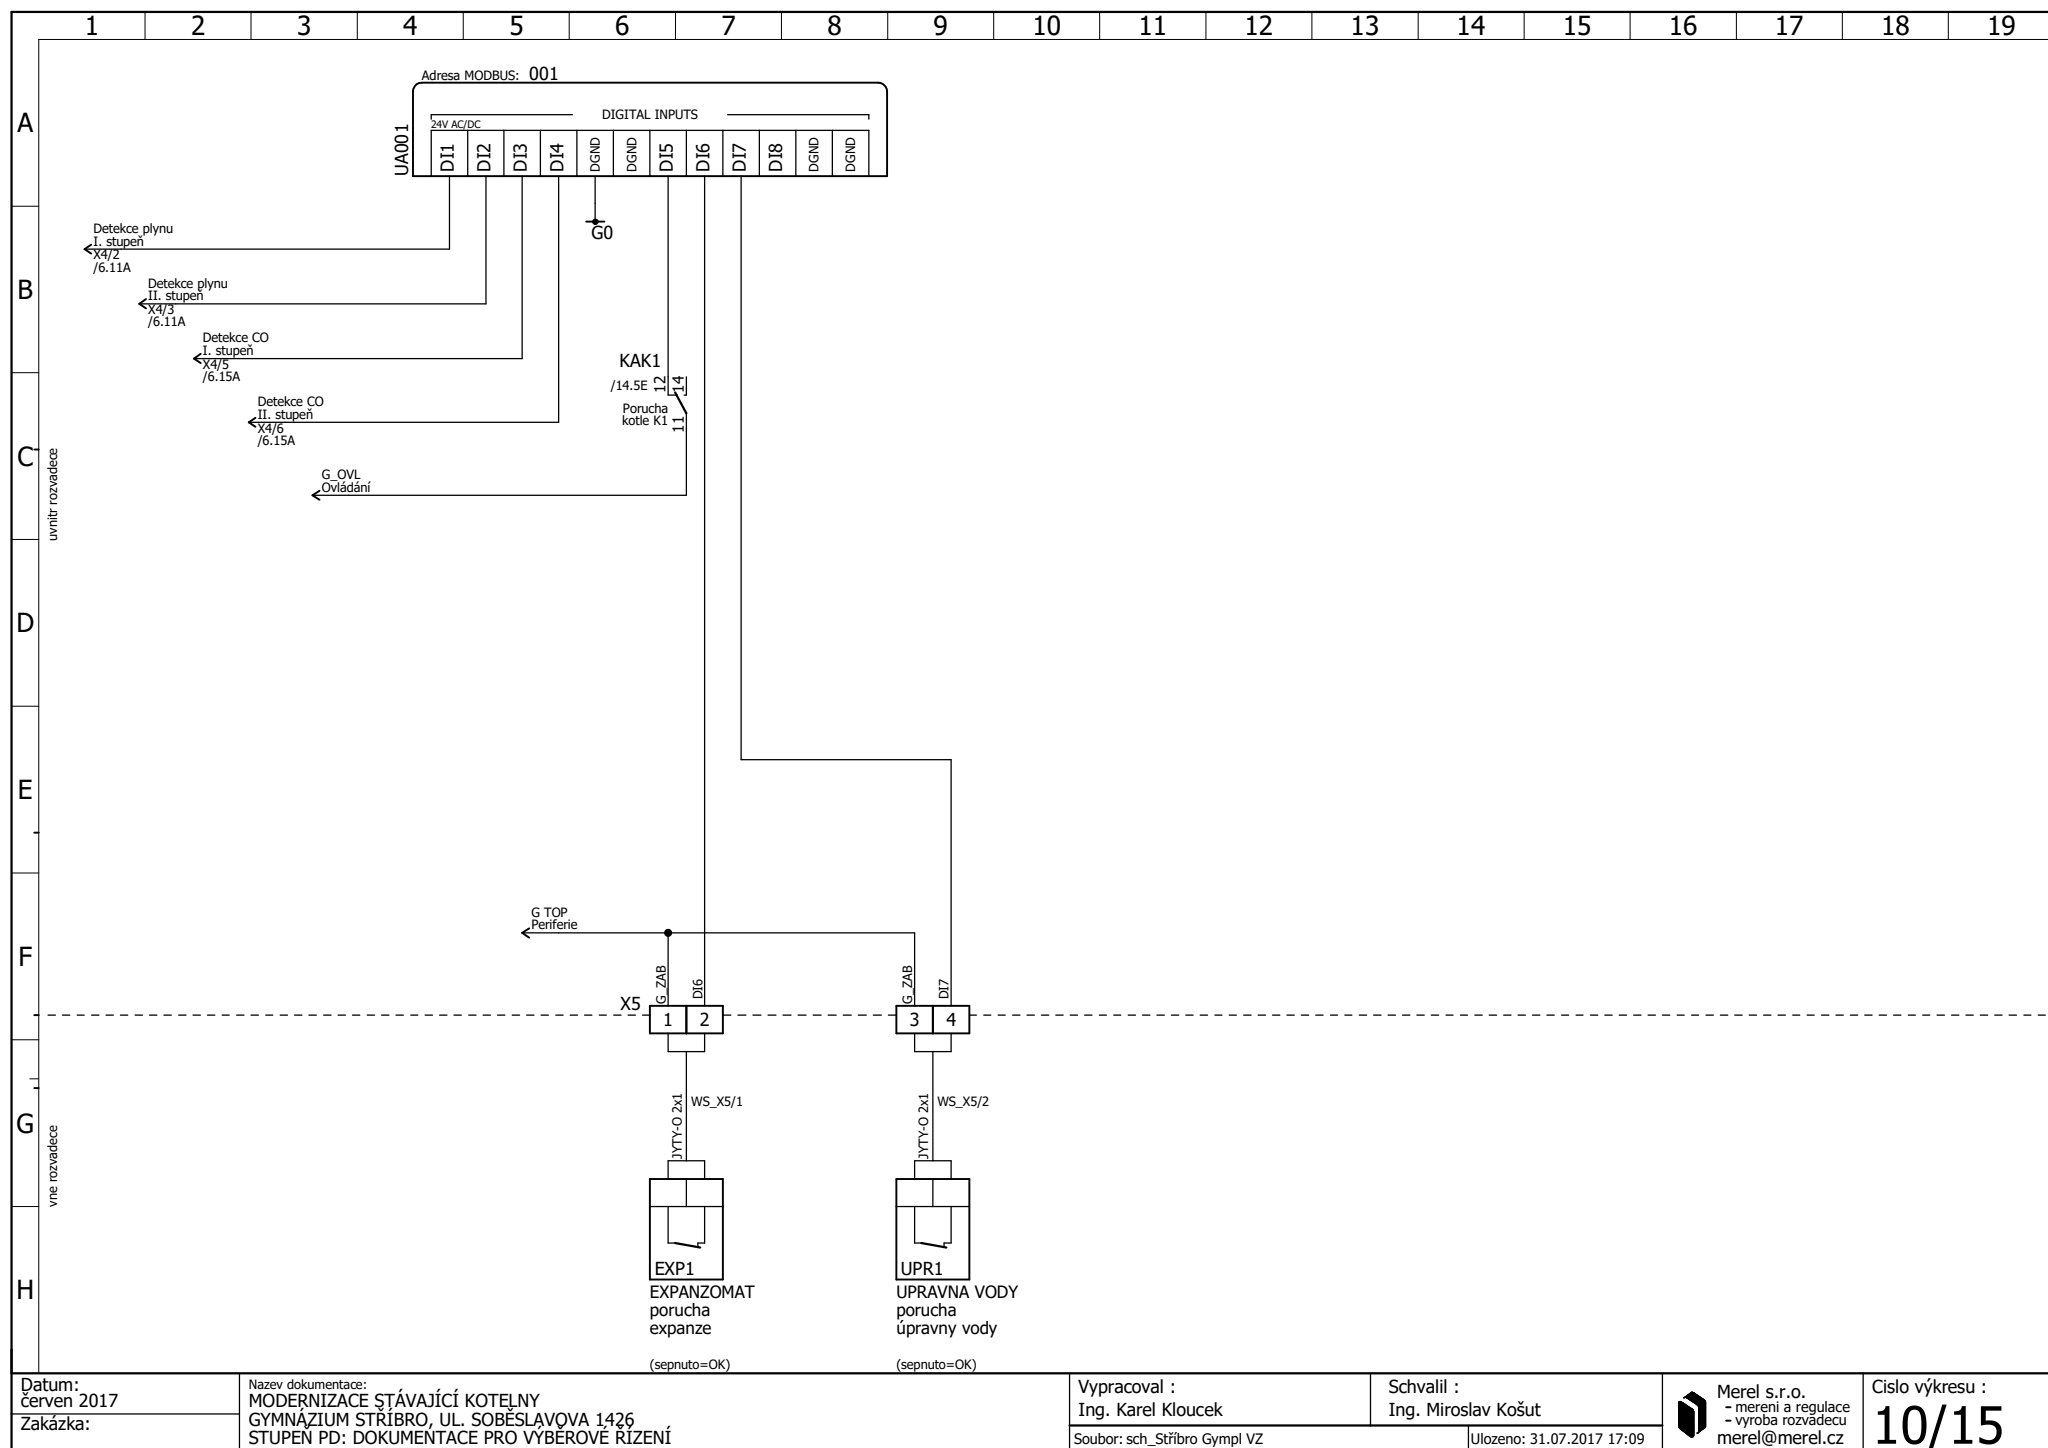 1 2 3 4 5 6 7 8 9 10 11 12 13 14 15 16 17 18 19
A
B
C
D
E
F
G
H
uvnitr rozvadece
vne rozvadece
Adresa MODBUS: 001
UA001
DIGITAL INPUTS
24V AC/DC
DI1 DI2 DI3 DI4 DGND DGND DI5 DI6 DI7 DI8 DGND DGND
G0
Detekce plynu
I. stupeň
X4/2
/6.11A
Detekce plynu
II. stupeň
X4/3
/6.11A
Detekce CO
I. stupeň
X4/5
/6.15A
Detekce CO
II. stupeň
X4/6
/6.15A
KAK1
/14.5E 12 14
Porucha
kotle K1 11
G_OVL
Ovládání
G TOP
Periferie
G_ZAB DI6 G_ZAB DI7
X5 1 2 3 4
JYTY-O 2x1 WS_X5/1
JYTY-O 2x1 WS_X5/2
EXP1
EXPANZOMAT
porucha
expanze
(sepnuto=OK)
UPR1
UPRAVNA VODY
porucha
úpravny vody
(sepnuto=OK)
Datum:
červen 2017
Zakázka:
Nazev dokumentace:
MODERNIZACE STÁVAJÍCÍ KOTELNY
GYMNÁZIUM STŘÍBRO, UL. SOBĚSLAVOVA 1426
STUPEŇ PD: DOKUMENTACE PRO VÝBĚROVÉ ŘÍZENÍ
Vypracoval :
Ing. Karel Kloucek
Schvalil :
Ing. Miroslav Košut
Soubor: sch_Stříbro Gympl VZ
Ulozeno: 31.07.2017 17:09
Merel s.r.o.
- mereni a regulace
- vyroba rozvadecu
merel@merel.cz
Cislo výkresu :
10/15